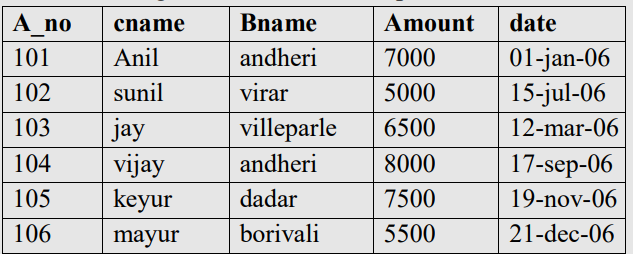 A_no cname Bname Amount date
101 Anil andheri 7000 01-jan-06
102 sunil virar 5000 15-jul-06
103 jay villeparle 6500 12-mar-06
104 vijay andheri 8000 17-sep-06
105 keyur dadar 7500 19-nov-06
106 mayur borivali 5500 21-dec-06